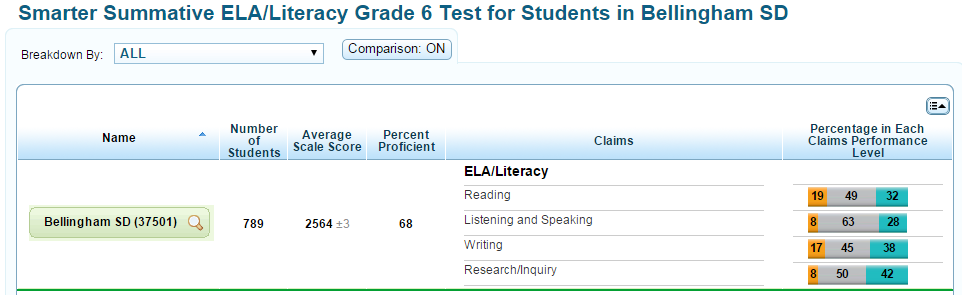 Smarter Summative ELA/Literacy Grade 6 Test for Students in Bellingham SD
Breakdown By: ALL Comparison: ON
Name
Number of Students
Average Scale Score
Percent Proficient
Claims
Percentage in Each Claims Performance Level
Bellingham SD (37501) 789 2564 ±3 68
ELA/Literacy
Reading 19 49 32
Listening and Speaking 8 63 28
Writing 17 45 38
Research/Inquiry 8 50 42